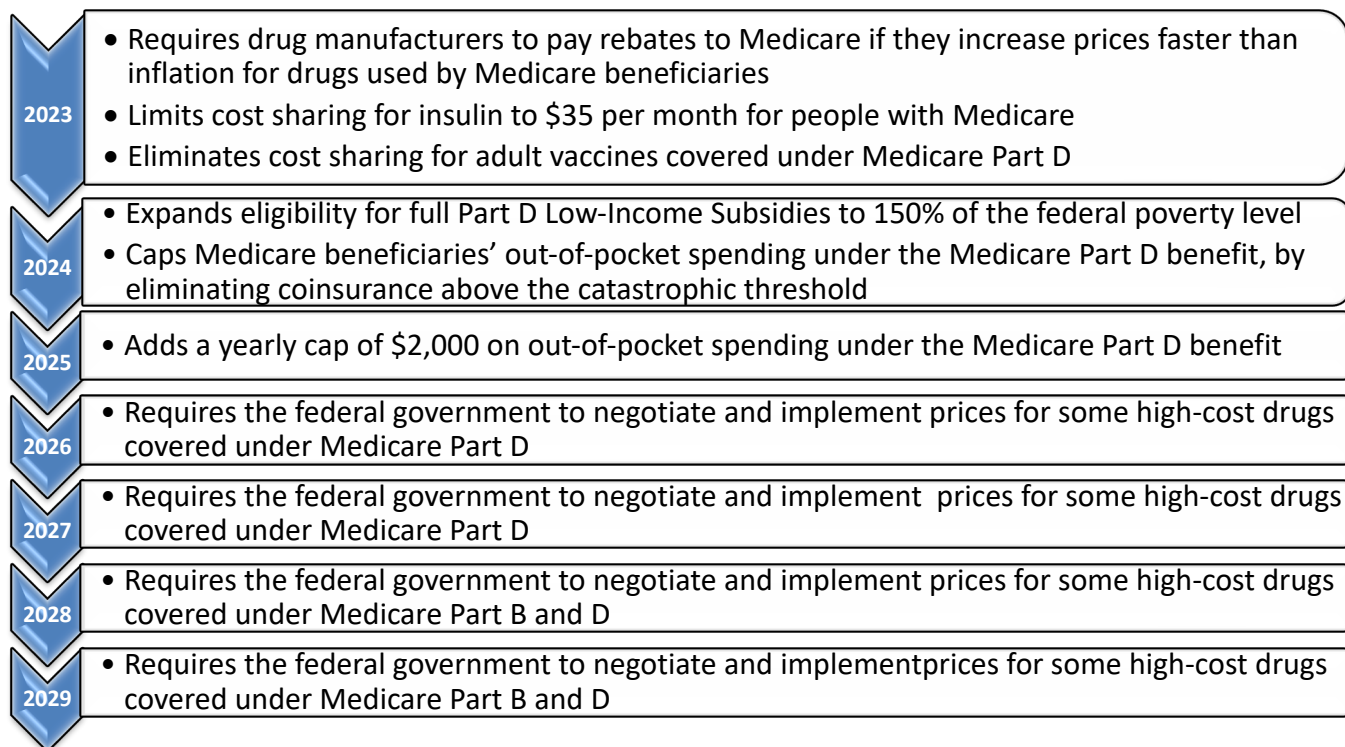 2023
• Requires drug manufacturers to pay rebates to Medicare if they increase prices faster than
inflation for drugs used by Medicare beneficiaries
• Limits cost sharing for insulin to $35 per month for people with Medicare
• Eliminates cost sharing for adult vaccines covered under Medicare Part D
2024
• Expands eligibility for full Part D Low-Income Subsidies to 150% of the federal poverty level
• Caps Medicare beneficiaries’ out-of-pocket spending under the Medicare Part D benefit, by
eliminating coinsurance above the catastrophic threshold
2025
• Adds a yearly cap of $2,000 on out-of-pocket spending under the Medicare Part D benefit
2026
• Requires the federal government to negotiate and implement prices for some high-cost drugs
covered under Medicare Part D
2027
• Requires the federal government to negotiate and implement  prices for some high-cost drugs
covered under Medicare Part D
2028
• Requires the federal government to negotiate and implement prices for some high-cost drugs
covered under Medicare Part B and D
2029
• Requires the federal government to negotiate and implementprices for some high-cost drugs
covered under Medicare Part B and D